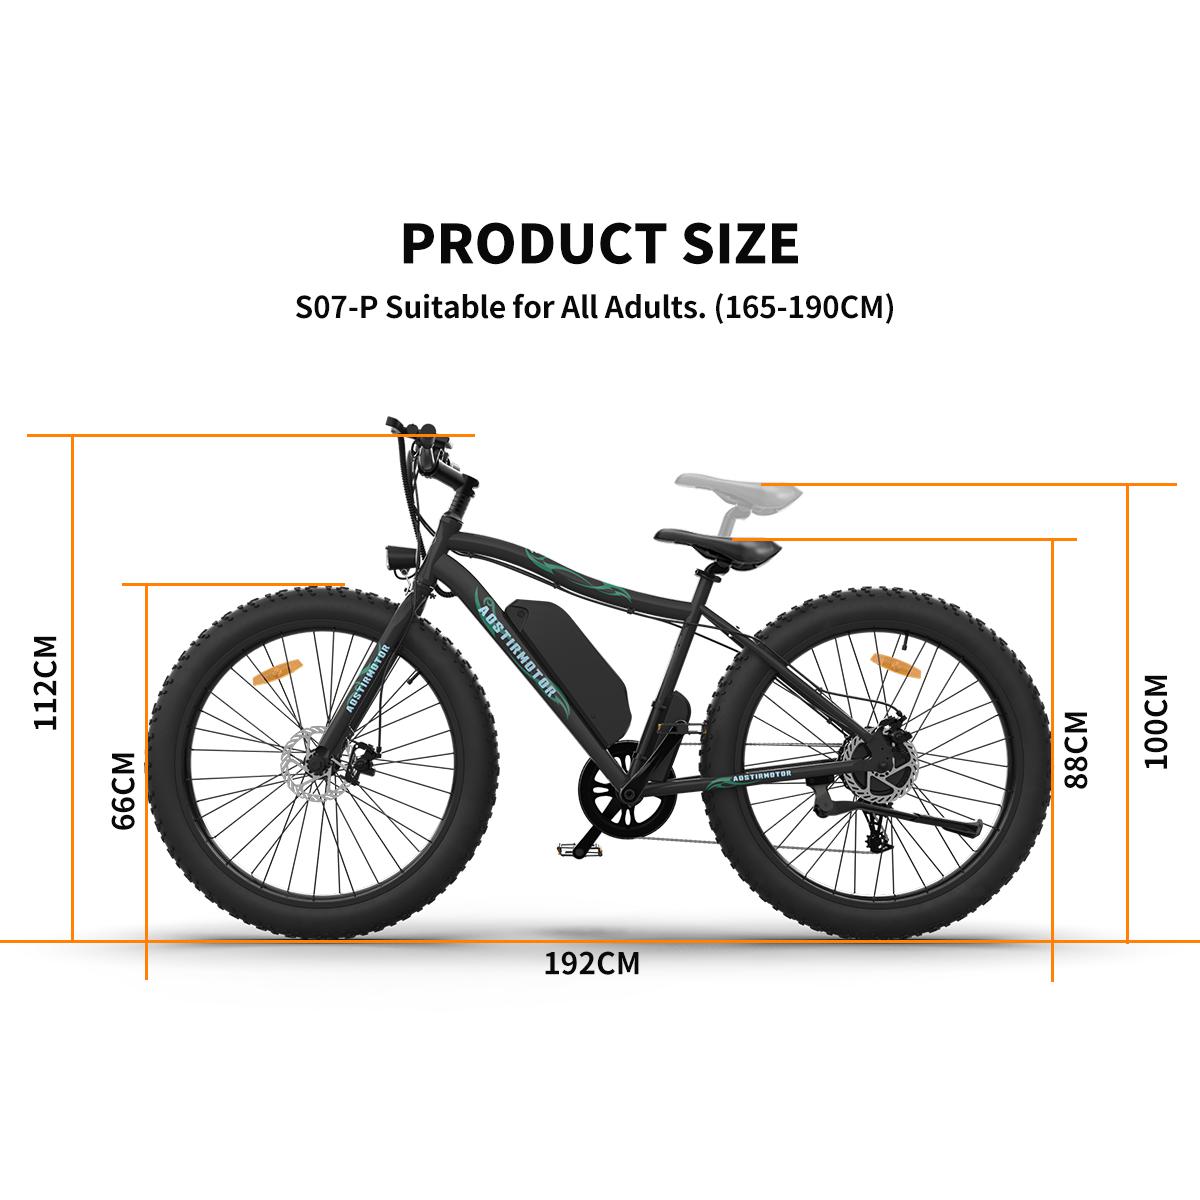 PRODUCT SIZE
S07-P Suitable for All Adults. (165-190CM)
112CM
66CM
AOSTIRMOTOR
AOSTIRMOTOR
AOSTIRMOTOR
88CM
100CM
192CM